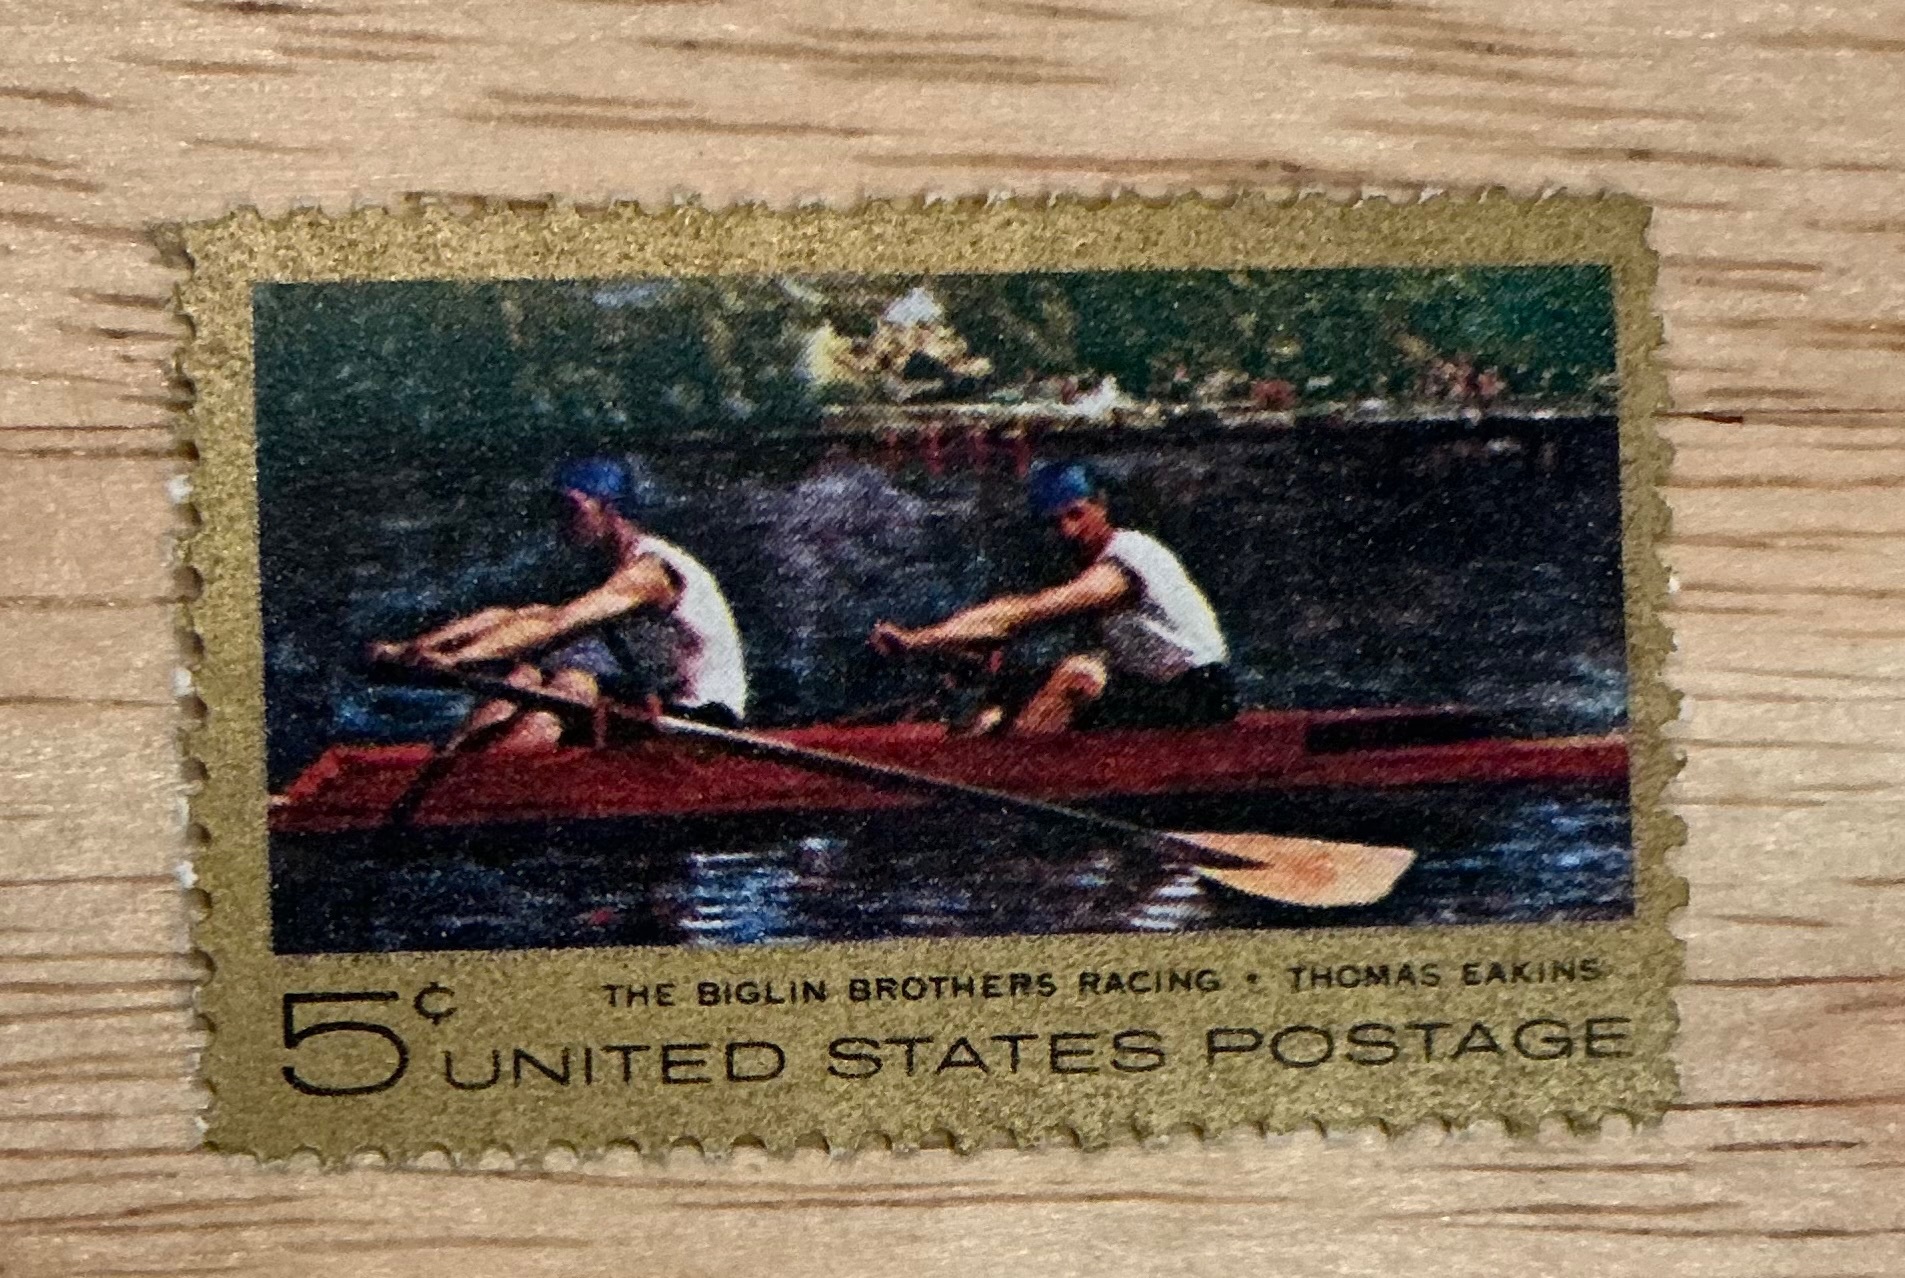 5¢ THE BIGLIN BROTHERS RACING • THOMAS EAKINS
UNITED STATES POSTAGE